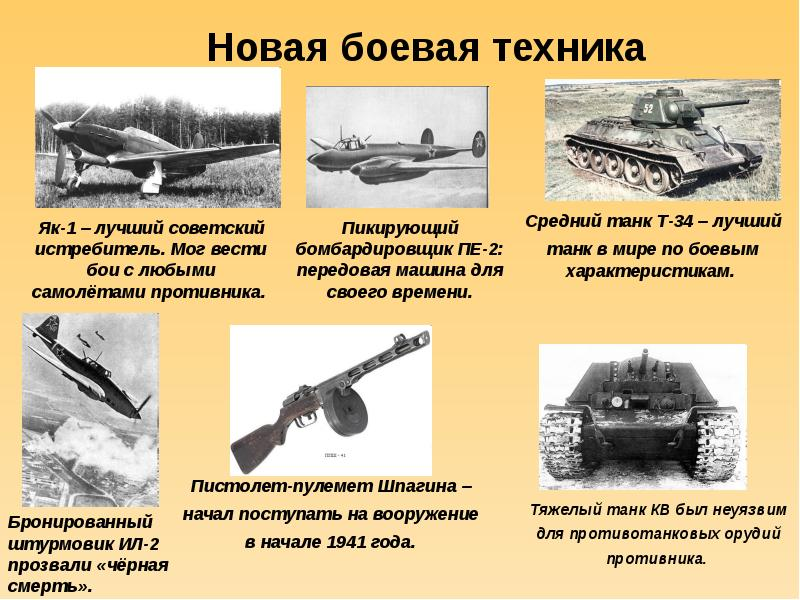 Новая боевая техника
Як-1 – лучший советский
истребитель. Мог вести
бои с любыми
самолётами противника.
Пикирующий
бомбардировщик ПЕ-2:
передовая машина для
своего времени.
52
Средний танк Т-34 – лучший
танк в мире по боевым
характеристикам.
Бронированный
штурмовик ИЛ-2
прозвали «чёрная
смерть».
ППШ - 41
Пистолет-пулемет Шпагина –
начал поступать на вооружение
в начале 1941 года.
Тяжелый танк КВ был неуязвим
для противотанковых орудий
противника.